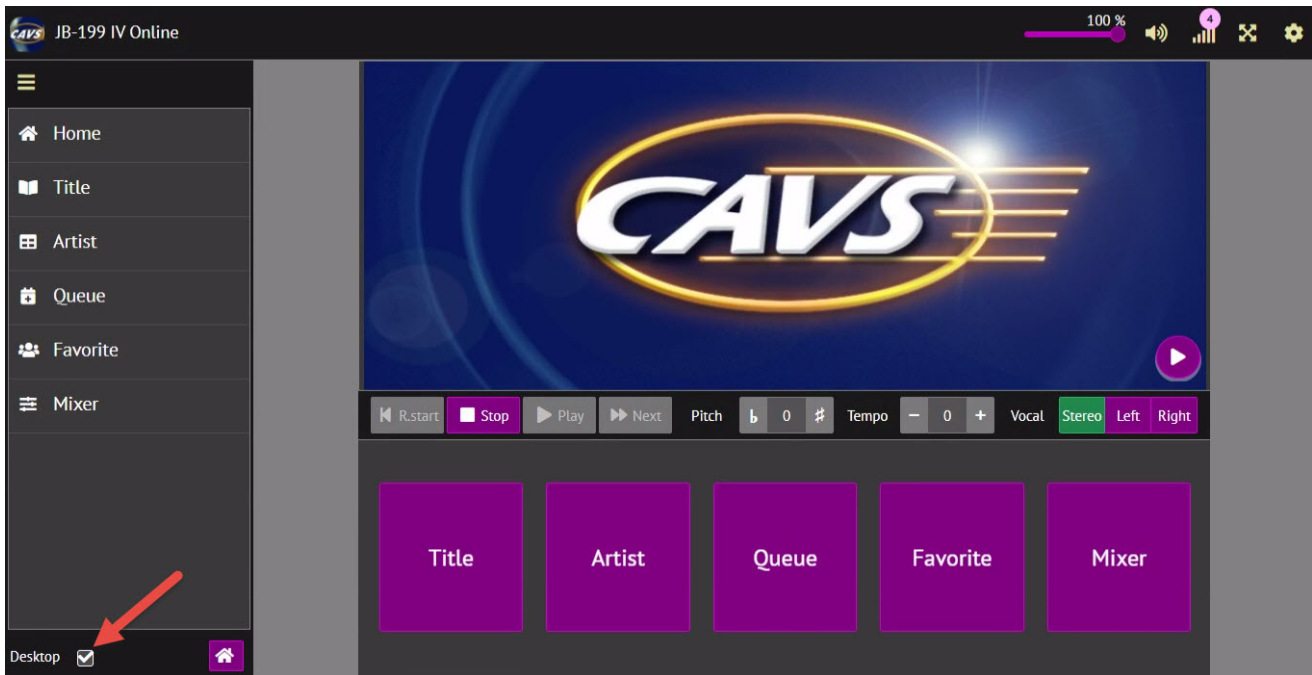 CAVS JB-199 IV Online
100 %
4
Home
Title
Artist
Queue
Favorite
Mixer
Desktop
CAVS
R.start Stop Play Next Pitch ♭ 0 ♯ Tempo − 0 + Vocal Stereo Left Right
Title Artist Queue Favorite Mixer